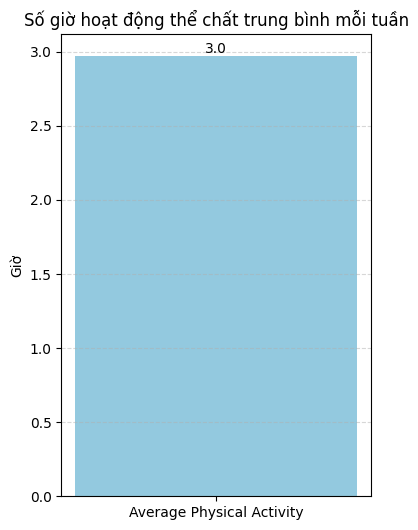 Số giờ hoạt động thể chất trung bình mỗi tuần
3.0
3.0
2.5
2.0
1.5
1.0
0.5
0.0
Giờ
Average Physical Activity